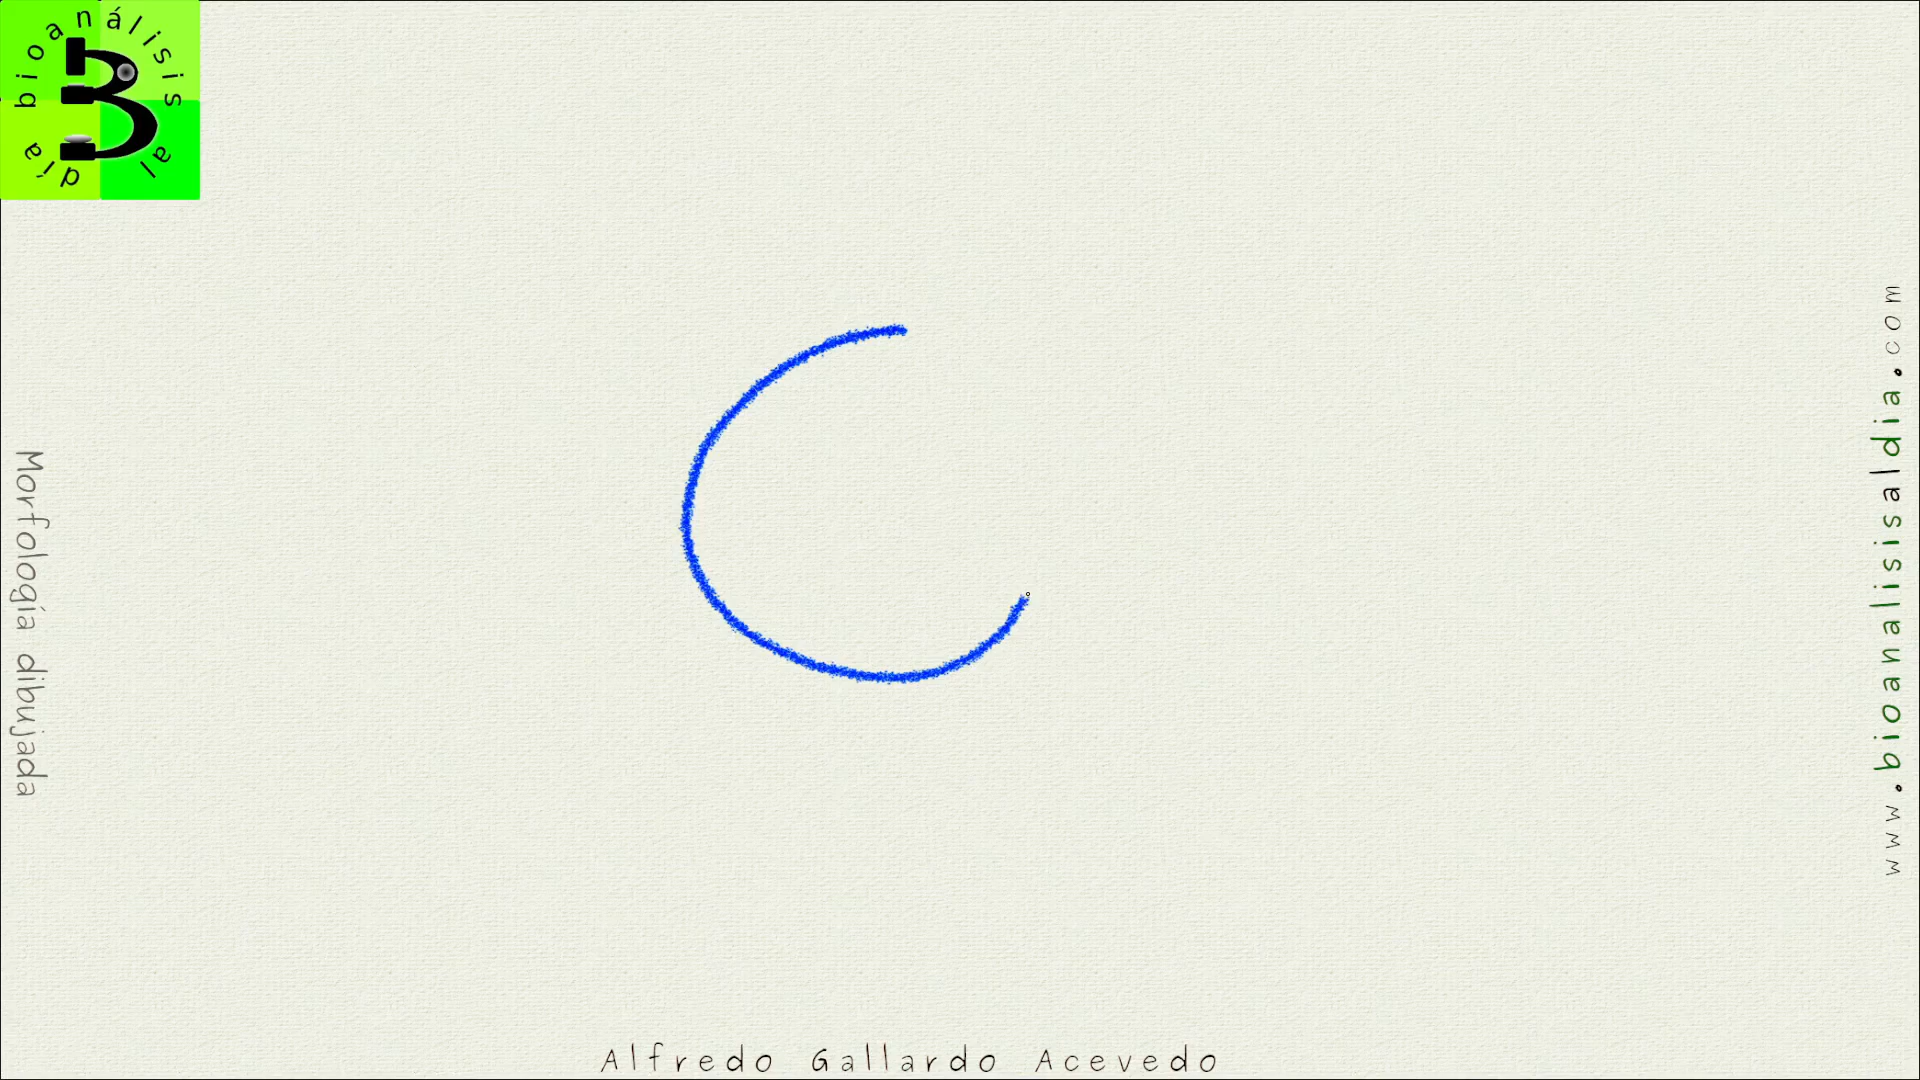 bioanálisis al día
Morfología dibujada
www.bioanalisisaldia.com
Alfredo Gallardo Acevedo